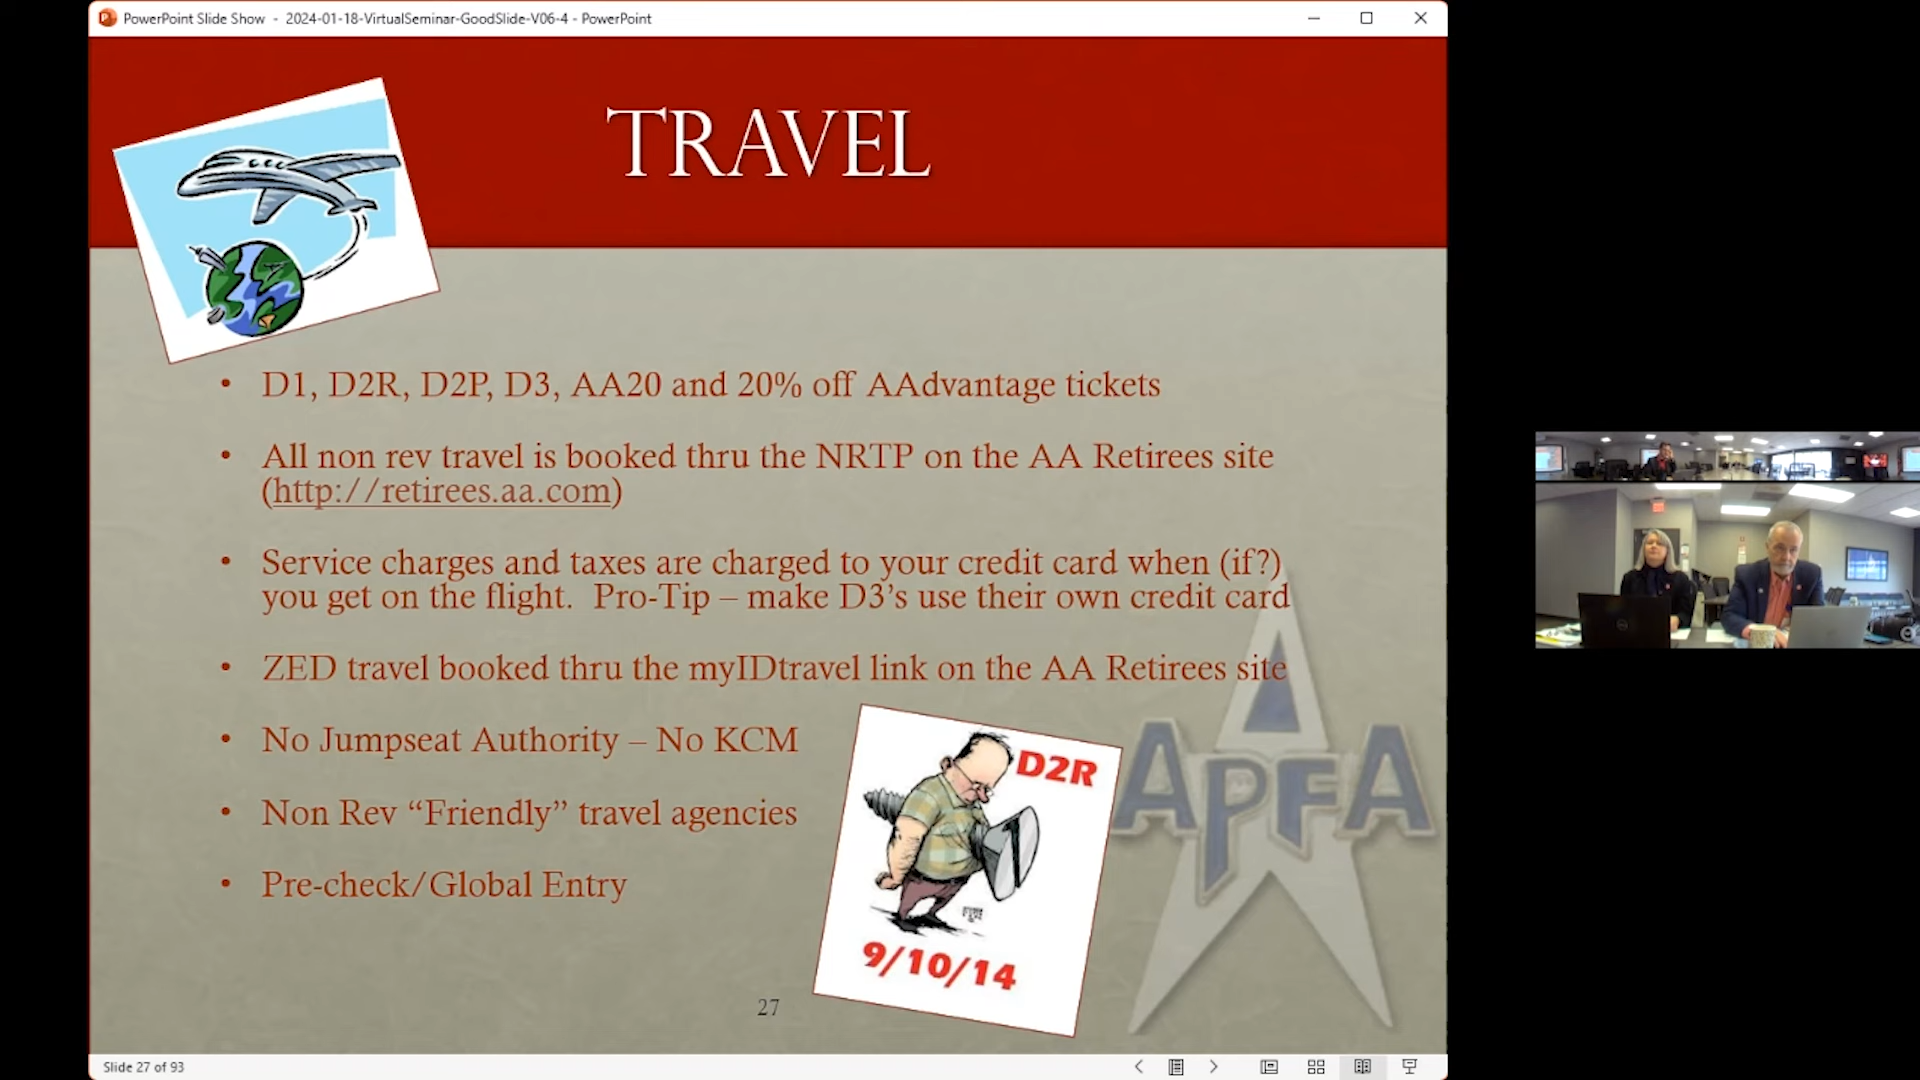 PowerPoint Slide Show - 2024-01-18-VirtualSeminar-GoodSlide-V06-4 - PowerPoint
TRAVEL
• D1, D2R, D2P, D3, AA20 and 20% off AAdvantage tickets
• All non rev travel is booked thru the NRTP on the AA Retirees site
(http://retirees.aa.com)
• Service charges and taxes are charged to your credit card when (if?)
you get on the flight. Pro-Tip – make D3’s use their own credit card
• ZED travel booked thru the myIDtravel link on the AA Retirees site
• No Jumpseat Authority – No KCM
• Non Rev “Friendly” travel agencies
• Pre-check/Global Entry
D2R
9/10/14
APFA
27
Slide 27 of 93